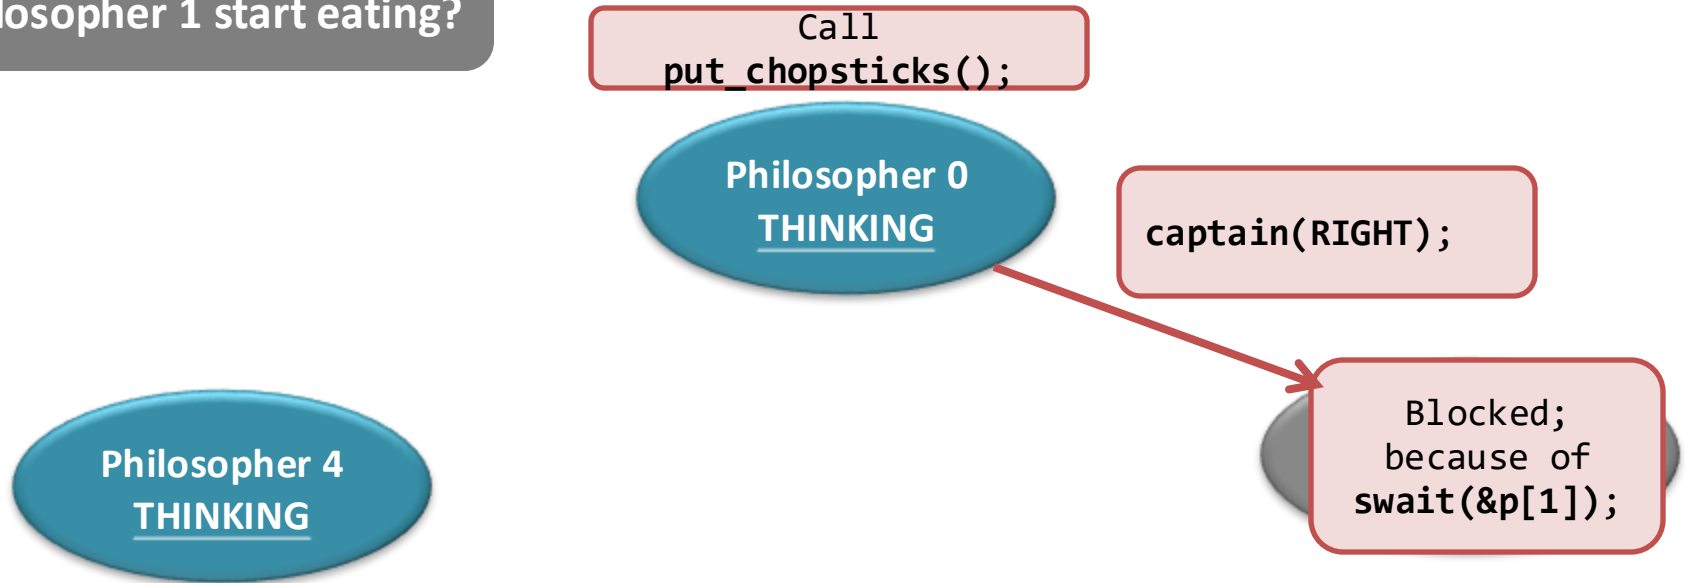 losopher 1 start eating?
Call
put_chopsticks();
Philosopher 0
THINKING
captain(RIGHT);
Blocked;
because of
swait(&p[1]);
Philosopher 4
THINKING